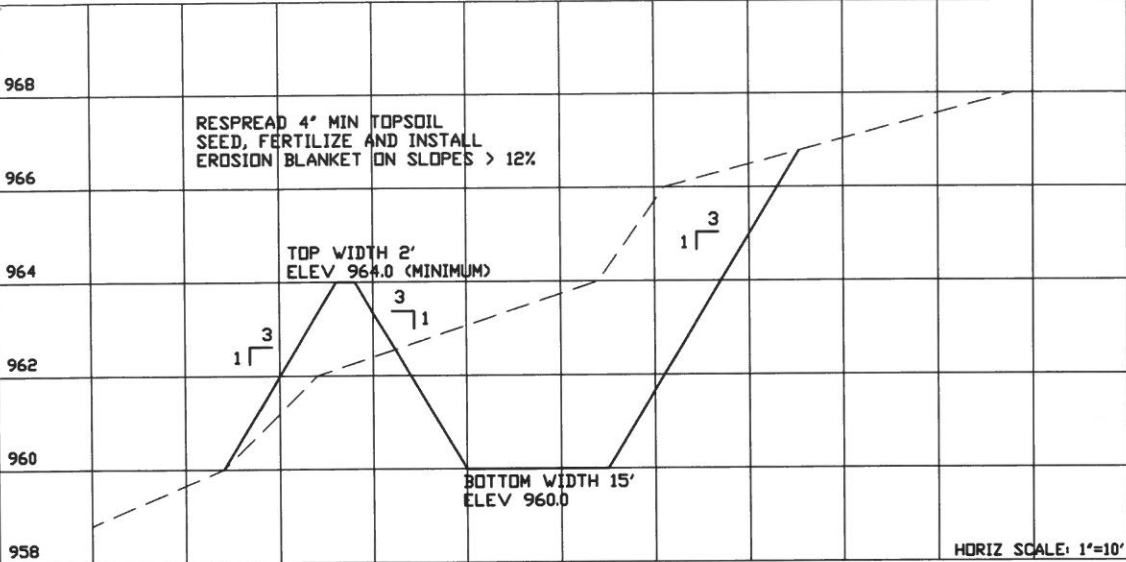 968
RESPREAD 4" MIN TOPSOIL
SEED, FERTILIZE AND INSTALL
EROSION BLANKET ON SLOPES > 12%
966
3
1
TOP WIDTH 2'
ELEV 964.0 (MINIMUM)
964
3
1
3
1
962
960
BOTTOM WIDTH 15'
ELEV 960.0
958
HORIZ SCALE: 1"=10'